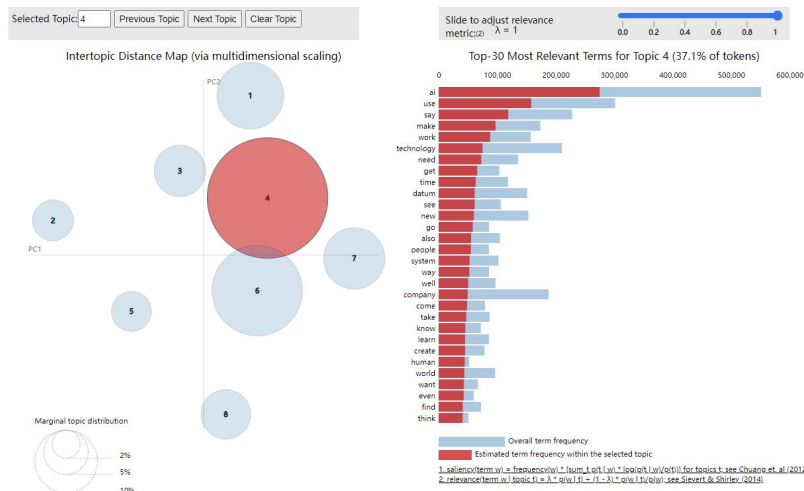 Selected Topic: 4 Previous Topic Next Topic Clear Topic
Slide to adjust relevance
metric:(2) λ = 1
0.0 0.2 0.4 0.6 0.8 1
Intertopic Distance Map (via multidimensional scaling)
PC2
PC1
1
3
4
2
7
6
5
8
Marginal topic distribution
2%
5%
10%
Top-30 Most Relevant Terms for Topic 4 (37.1% of tokens)
0 100,000 200,000 300,000 400,000 500,000 600,000
ai
use
say
make
work
technology
need
get
time
datum
see
new
go
also
people
system
way
well
company
come
take
know
learn
create
human
world
want
even
find
think
Overall term frequency
Estimated term frequency within the selected topic
1. saliency(term w) = frequency(w) * [sum_t p(t | w) * log(p(t | w)/p(t))] for topics t; see Chuang et. al (2012
2. relevance(term w | topic t) = λ * p(w | t) + (1 - λ) * p(w | t)/p(w); see Sievert & Shirley (2014)